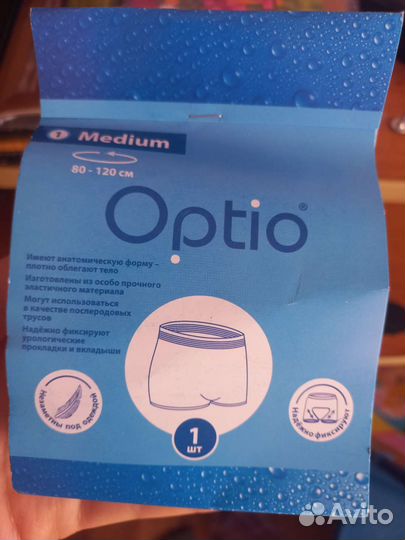 1 Medium
80 - 120 см
Optio®
Имеют анатомическую форму –
плотно облегают тело
Изготовлены из особо прочного
эластичного материала
Могут использоваться
в качестве послеродовых
трусов
Надёжно фиксируют
урологические
прокладки и вкладыши
Незаметны под одеждой
1
шт
Надёжно фиксируют
Avito